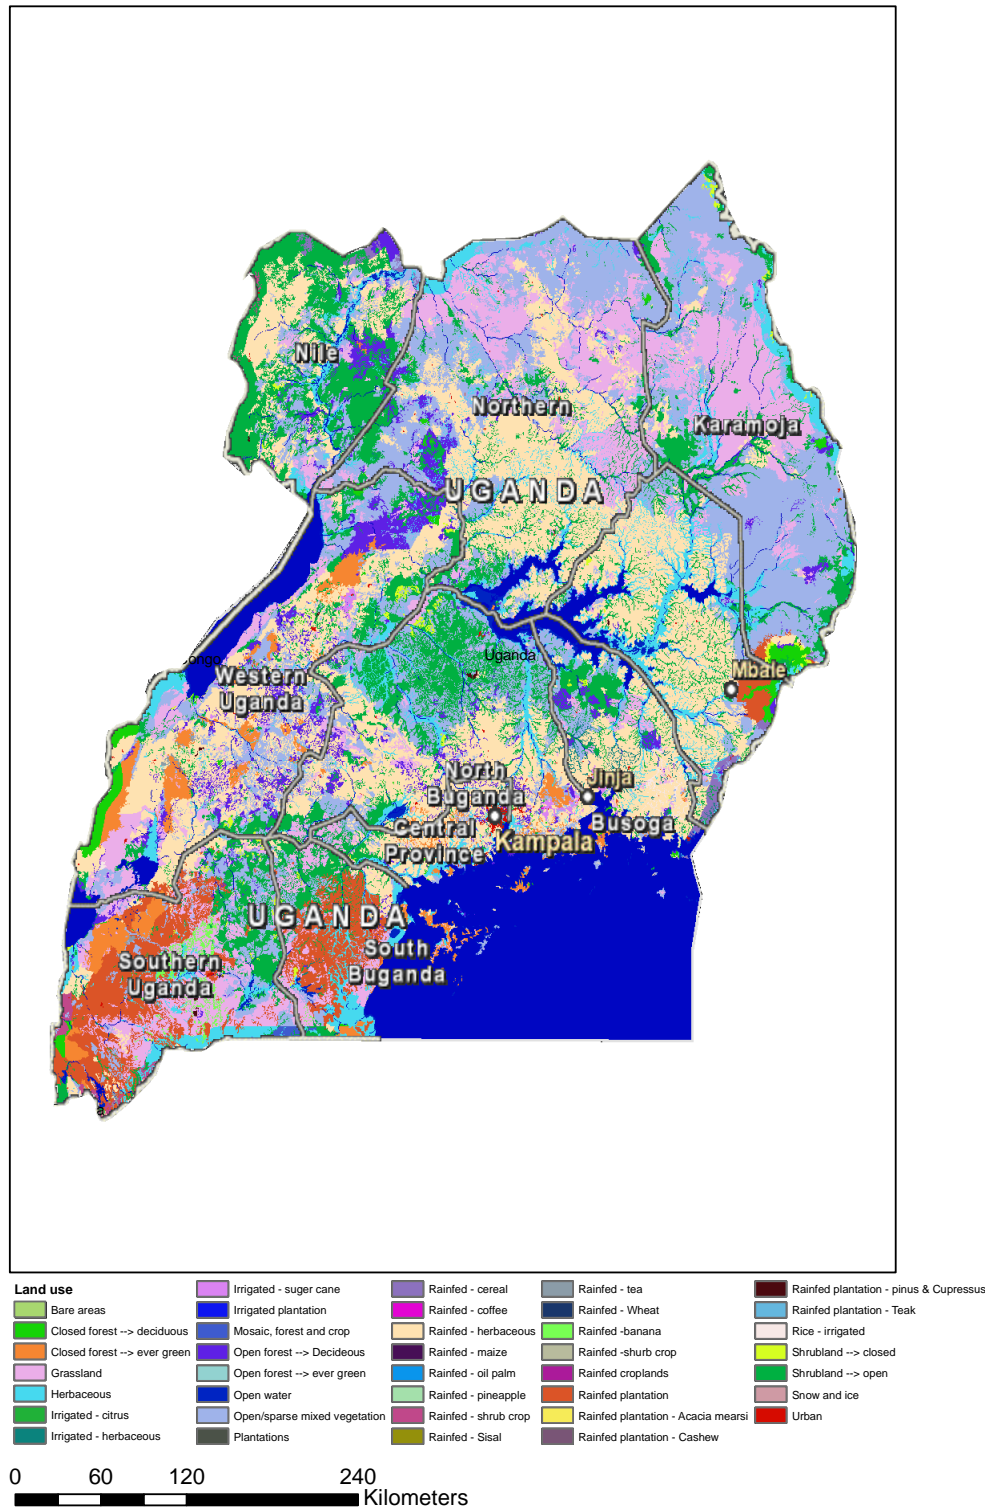 Nile
Northern
Karamoja
UGANDA
ongo
Uganda
Western
Uganda
Mbale
North
Buganda
Jinja
Busoga
Central
Province
Kampala
UGANDA
South
Buganda
Southern
Uganda
a
Land use
Bare areas
Closed forest --> deciduous
Closed forest --> ever green
Grassland
Herbaceous
Irrigated - citrus
Irrigated - herbaceous
Irrigated - suger cane
Irrigated plantation
Mosaic, forest and crop
Open forest --> Decideous
Open forest --> ever green
Open water
Open/sparse mixed vegetation
Plantations
Rainfed - cereal
Rainfed - coffee
Rainfed - herbaceous
Rainfed - maize
Rainfed - oil palm
Rainfed - pineapple
Rainfed - shrub crop
Rainfed - Sisal
Rainfed - tea
Rainfed - Wheat
Rainfed -banana
Rainfed -shurb crop
Rainfed croplands
Rainfed plantation
Rainfed plantation - Acacia mearsi
Rainfed plantation - Cashew
Rainfed plantation - pinus & Cupressus
Rainfed plantation - Teak
Rice - irrigated
Shrubland --> closed
Shrubland --> open
Snow and ice
Urban
0 60 120 240
Kilometers